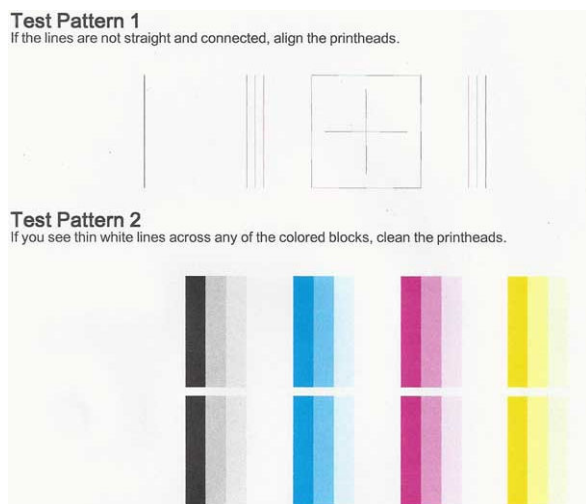 Test Pattern 1
If the lines are not straight and connected, align the printheads.
Test Pattern 2
If you see thin white lines across any of the colored blocks, clean the printheads.